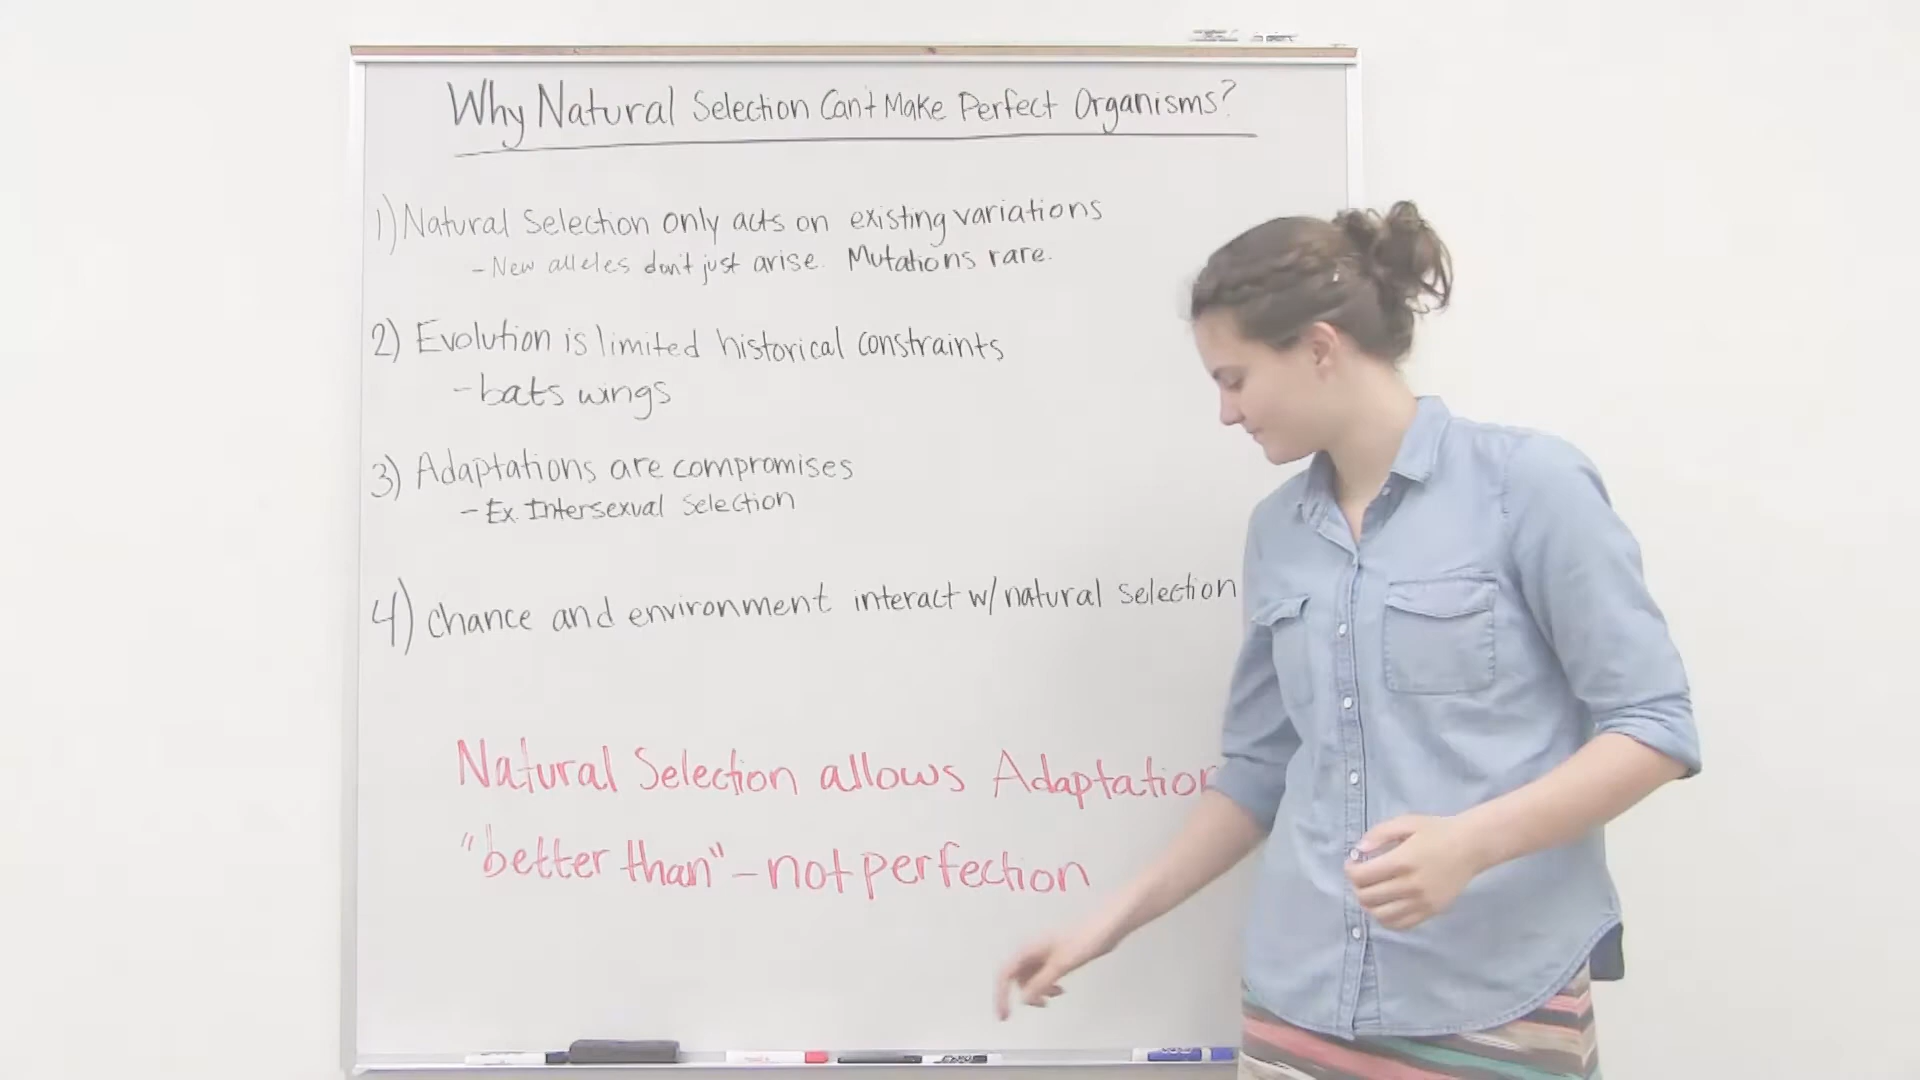 Why Natural Selection Can't Make Perfect Organisms?
1) Natural Selection only acts on existing variations
- New alleles don't just arise. Mutations rare.
2) Evolution is limited historical constraints
- bats wings
3) Adaptations are compromises
- Ex. Intersexual Selection
4) Chance and environment interact w/ natural selection
Natural Selection allows Adaptation
"better than" - not perfection
EXPO